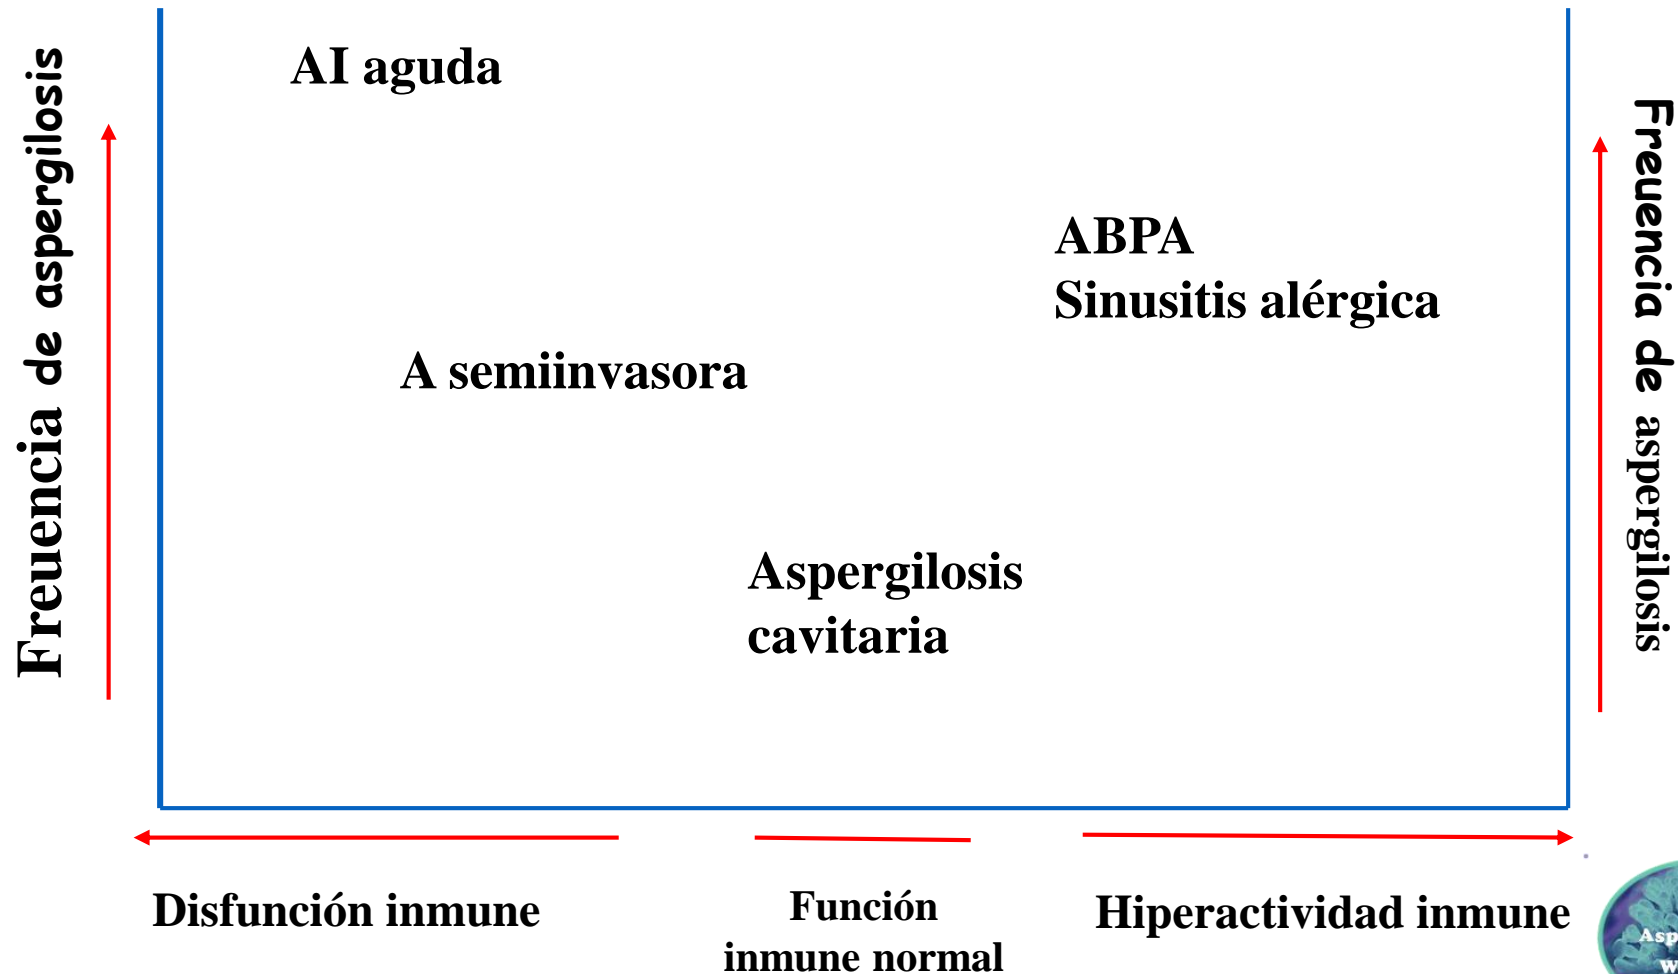 Freuencia de aspergilosis
AI aguda
ABPA
Sinusitis alérgica
A semiinvasora
Aspergilosis
cavitaria
Freuencia de aspergilosis
Disfunción inmune
Función
inmune normal
Hiperactividad inmune